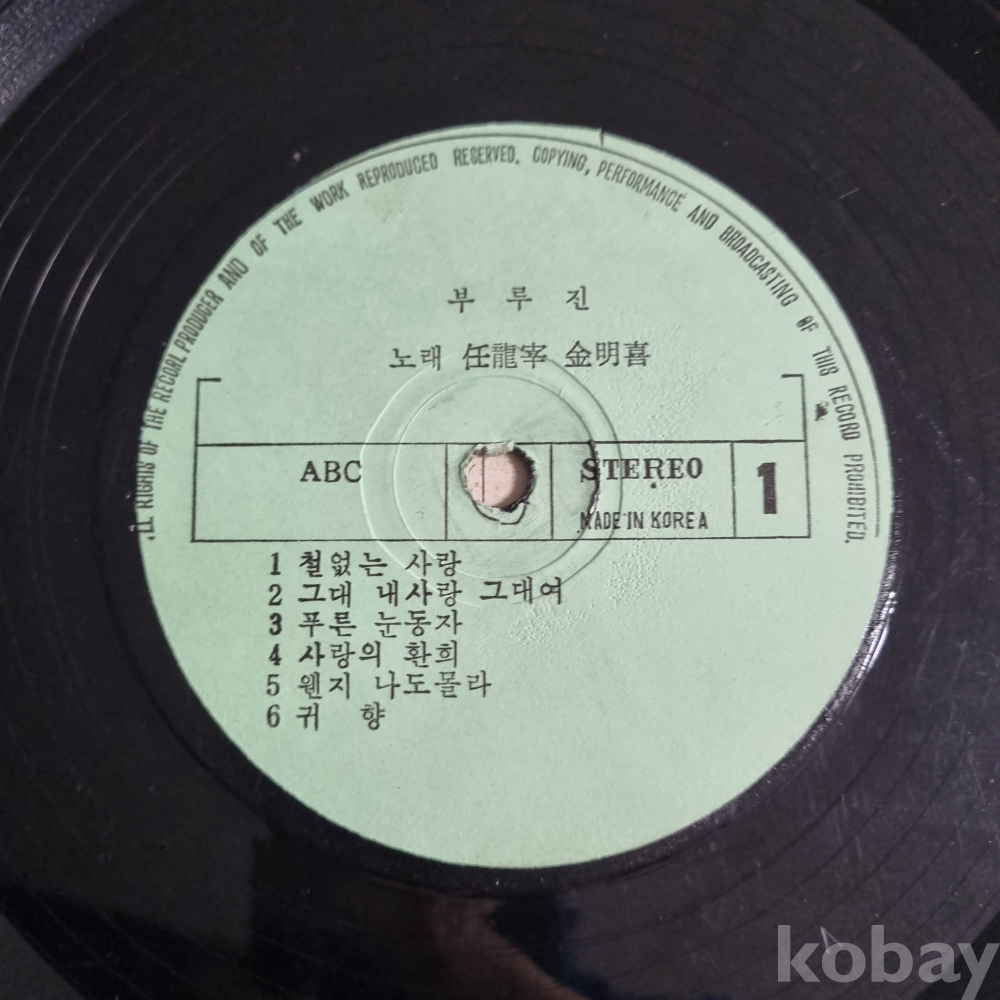 .LL RIGHTS OF THE RECORL PRODUCER AND OF THE WORK REPRODUCED RESERVED. COPYING, PERFORMANCE AND BROADCASTING OF THIS RECORD PROHIBITED.
부 루 진
노래 任龍宰 金明喜
ABC STEREO 1
MADE IN KOREA
1 철없는 사랑
2 그대 내사랑 그대여
3 푸른 눈동자
4 사랑의 환희
5 웬지 나도몰라
6 귀 향
kobay